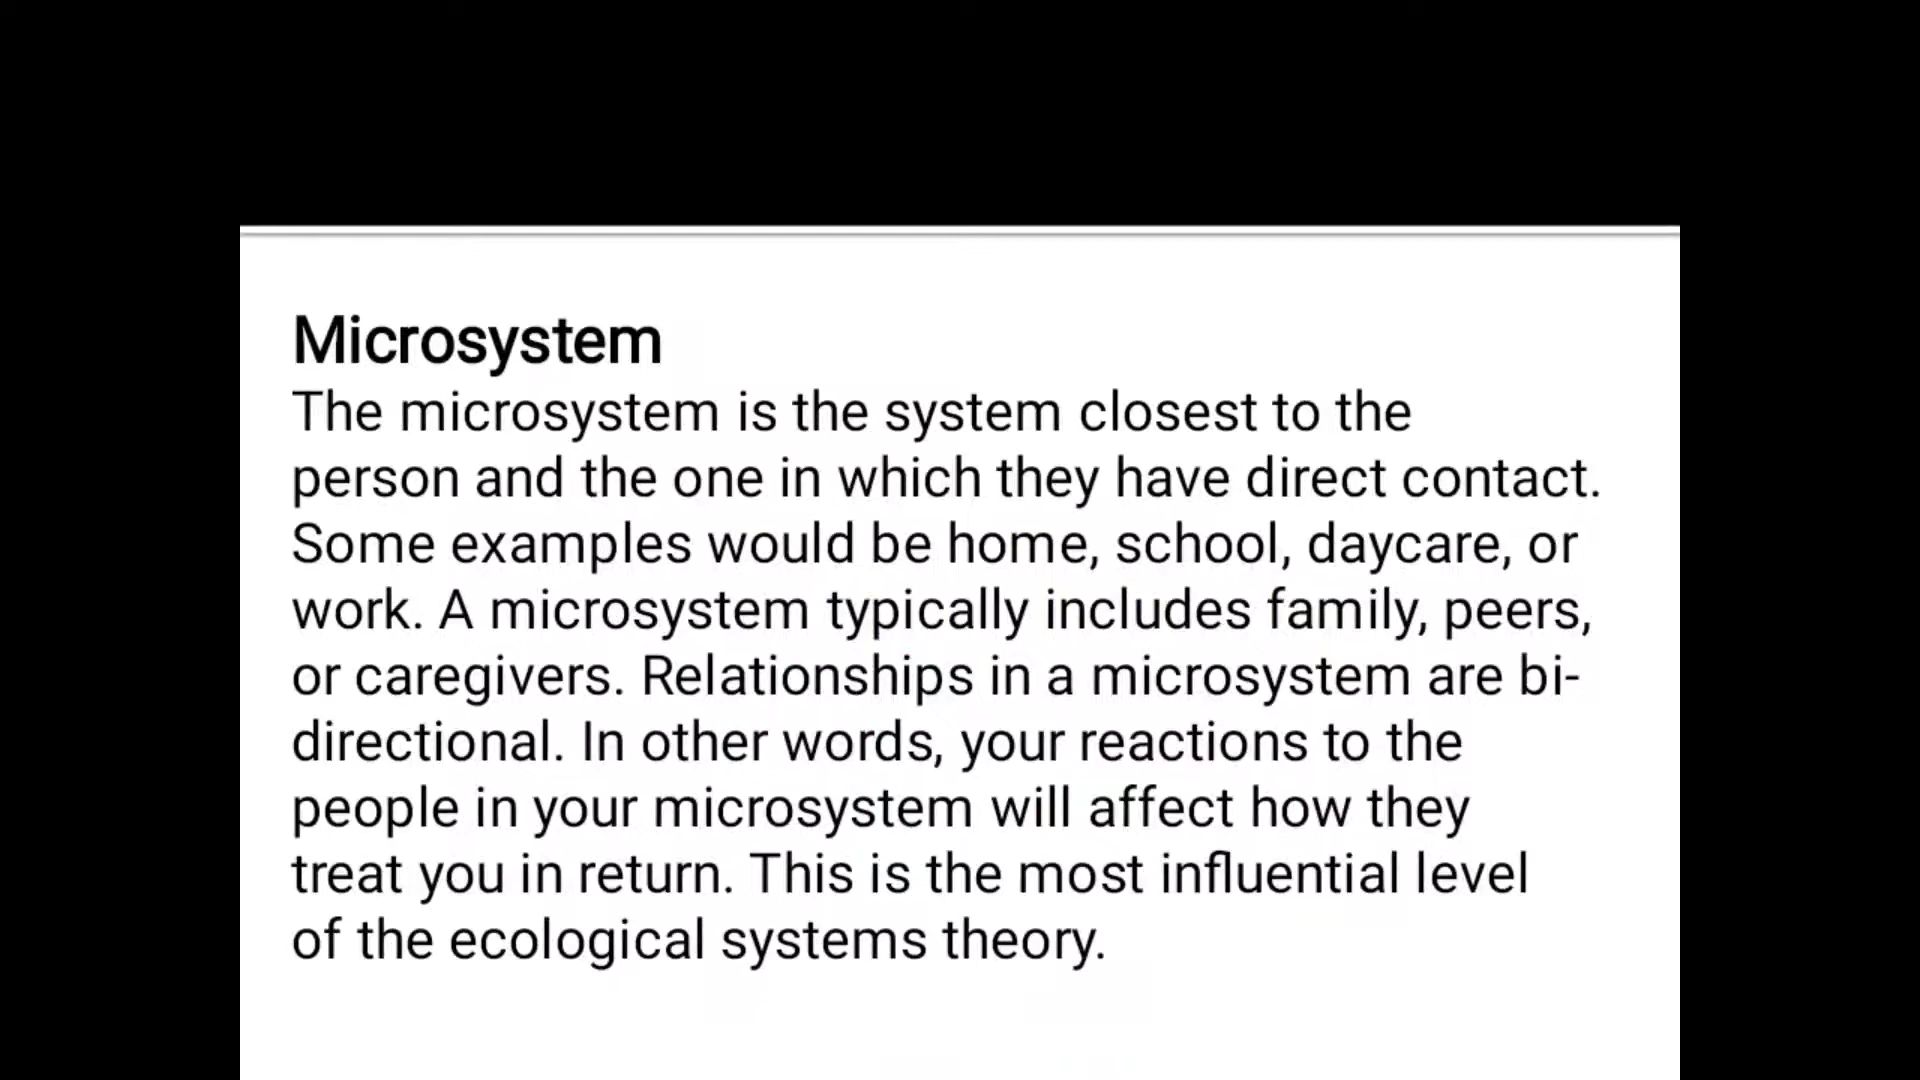 Microsystem
The microsystem is the system closest to the
person and the one in which they have direct contact.
Some examples would be home, school, daycare, or
work. A microsystem typically includes family, peers,
or caregivers. Relationships in a microsystem are bi-
directional. In other words, your reactions to the
people in your microsystem will affect how they
treat you in return. This is the most influential level
of the ecological systems theory.